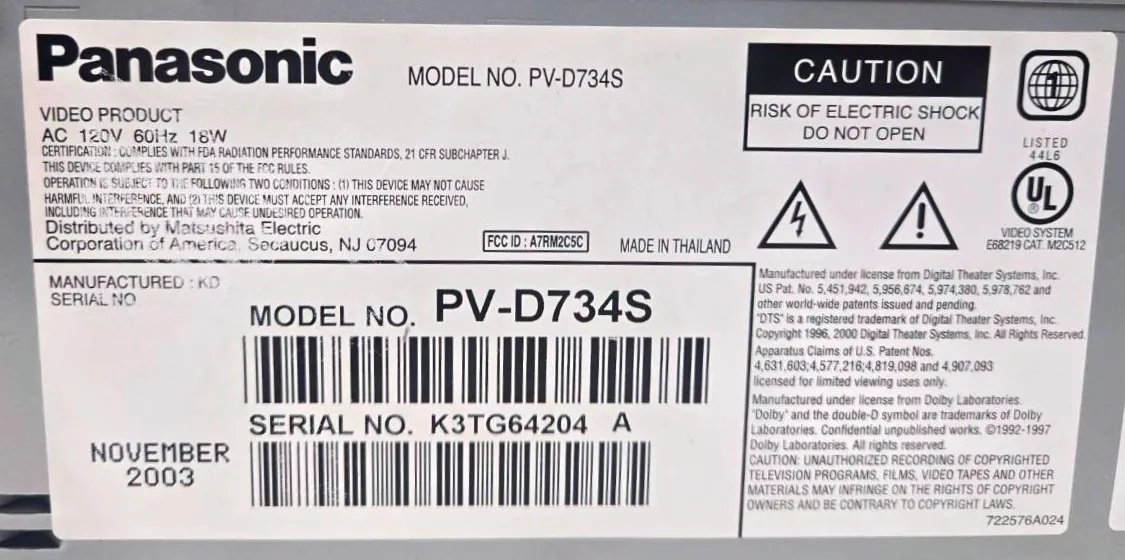 Panasonic
MODEL NO. PV-D734S
VIDEO PRODUCT
AC 120V 60Hz 18W
CERTIFICATION : COMPLIES WITH FDA RADIATION PERFORMANCE STANDARDS, 21 CFR SUBCHAPTER J.
THIS DEVICE COMPLIES WITH PART 15 OF THE FCC RULES.
OPERATION IS SUBJECT TO THE FOLLOWING TWO CONDITIONS : (1) THIS DEVICE MAY NOT CAUSE
HARMFUL INTERFERENCE, AND (2) THIS DEVICE MUST ACCEPT ANY INTERFERENCE RECEIVED,
INCLUDING INTERFERENCE THAT MAY CAUSE UNDESIRED OPERATION.
Distributed by Matsushita Electric
Corporation of America, Secaucus, NJ 07094
FCC ID : A7RM2C5C
MADE IN THAILAND
CAUTION
RISK OF ELECTRIC SHOCK
DO NOT OPEN
1
LISTED
44L6
UL
®
VIDEO SYSTEM
E68219 CAT. M2C512
MANUFACTURED : KD
SERIAL NO
MODEL NO. PV-D734S
SERIAL NO. K3TG64204 A
NOVEMBER
2003
Manufactured under license from Digital Theater Systems, Inc.
US Pat. No. 5,451,942, 5,956,674, 5,974,380, 5,978,762 and
other world-wide patents issued and pending.
"DTS" is a registered trademark of Digital Theater Systems, Inc.
Copyright 1996, 2000 Digital Theater Systems, Inc. All Rights Reserved.
Apparatus Claims of U.S. Patent Nos.
4,631,603;4,577,216;4,819,098 and 4,907,093
licensed for limited viewing uses only.
Manufactured under license from Dolby Laboratories.
"Dolby" and the double-D symbol are trademarks of Dolby
Laboratories. Confidential unpublished works. ©1992-1997
Dolby Laboratories. All rights reserved.
CAUTION: UNAUTHORIZED RECORDING OF COPYRIGHTED
TELEVISION PROGRAMS, FILMS, VIDEO TAPES AND OTHER
MATERIALS MAY INFRINGE ON THE RIGHTS OF COPYRIGHT
OWNERS AND BE CONTRARY TO COPYRIGHT LAWS.
722576A024